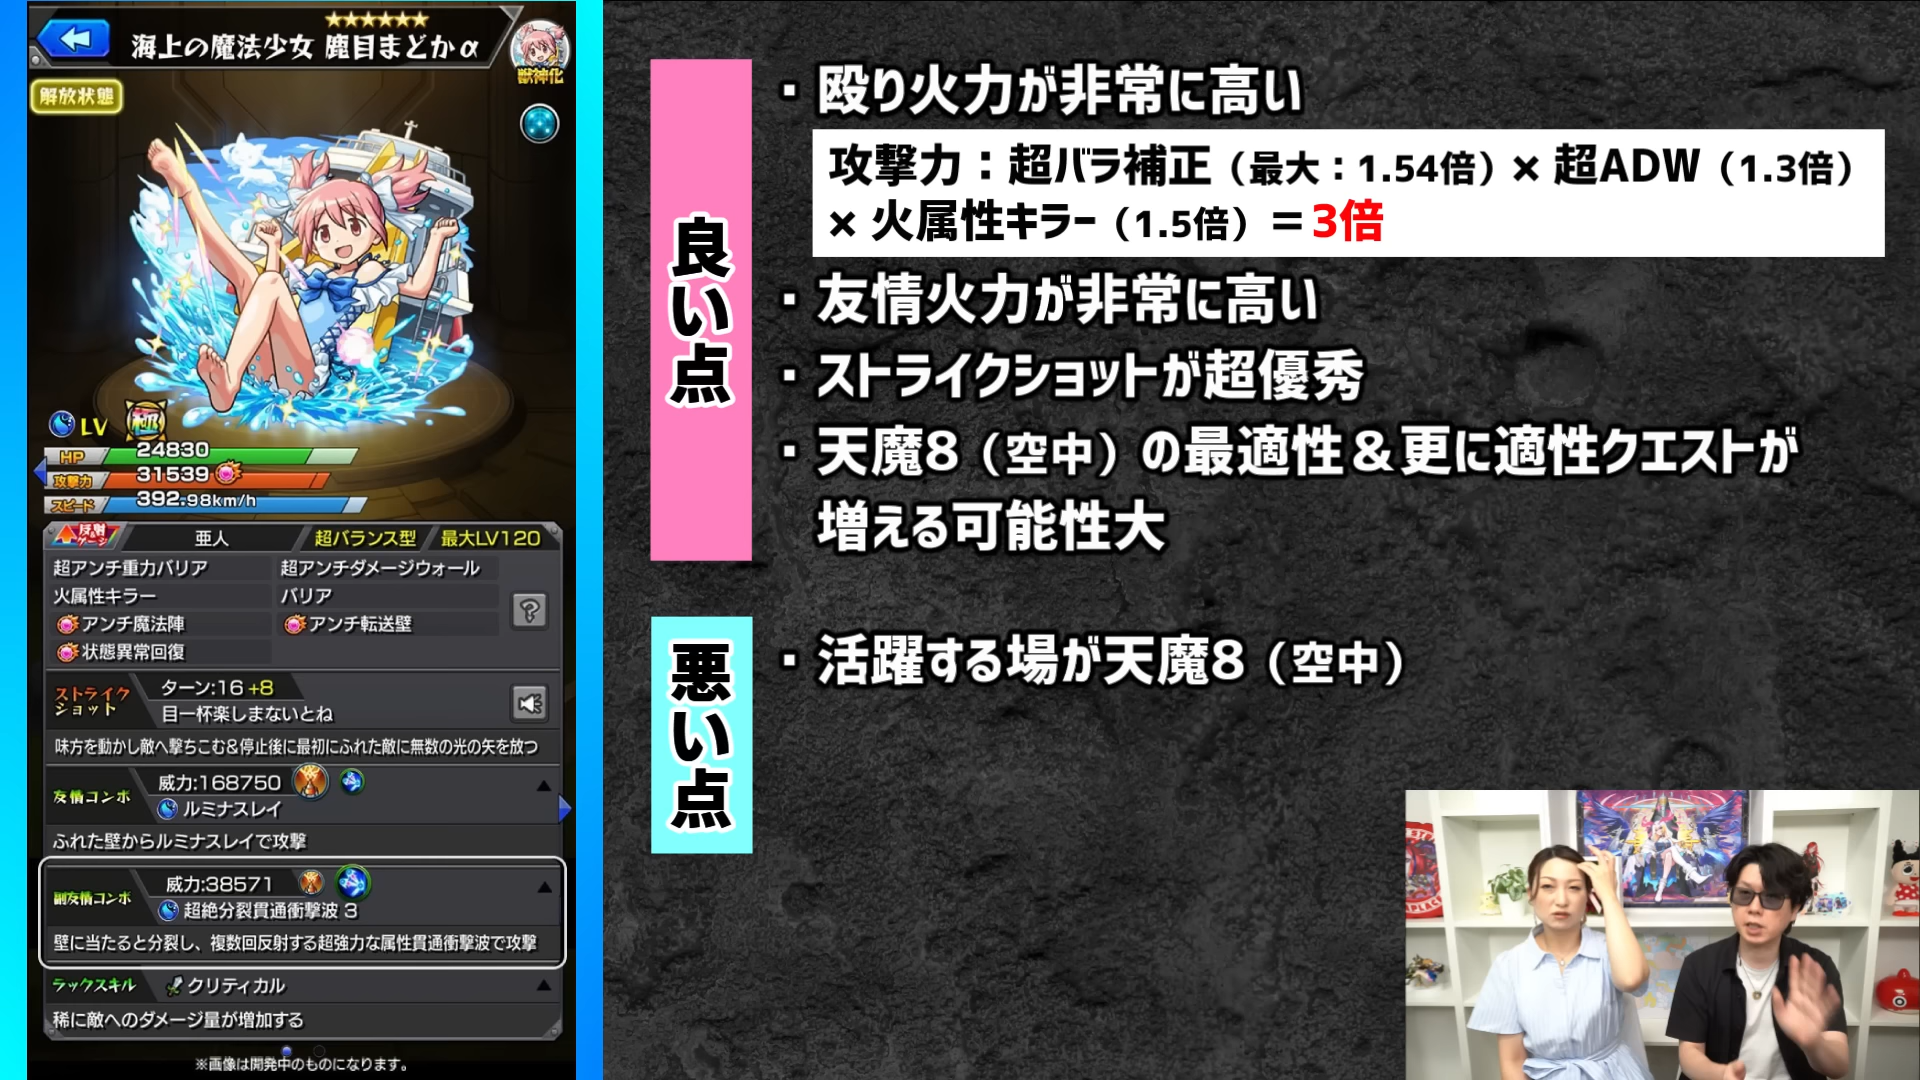 海上の魔法少女 鹿目まどかα
獣神化
解放状態
LV 極
HP 24830
攻撃力 31539
スピード 392.98km/h
反射 ゲージ 亜人 超バランス型 最大LV120
超アンチ重力バリア 超アンチダメージウォール
火属性キラー バリア
アンチ魔法陣 アンチ転送壁
状態異常回復
ストライクショット ターン:16+8
目一杯楽しまないとね
味方を動かし敵へ撃ちこむ&停止後に最初にふれた敵に無数の光の矢を放つ
友情コンボ 威力:168750
ルミナスレイ
ふれた壁からルミナスレイで攻撃
副友情コンボ 威力:38571
超絶分裂貫通衝撃波 3
壁に当たると分裂し、複数回反射する超強力な属性貫通衝撃波で攻撃
ラックスキル クリティカル
稀に敵へのダメージ量が増加する
※画像は開発中のものになります。
良い点
・殴り火力が非常に高い
攻撃力：超バラ補正（最大：1.54倍）× 超ADW（1.3倍）
× 火属性キラー（1.5倍）＝3倍
・友情火力が非常に高い
・ストライクショットが超優秀
・天魔8（空中）の最適性＆更に適性クエストが
増える可能性大
悪い点
・活躍する場が天魔8（空中）